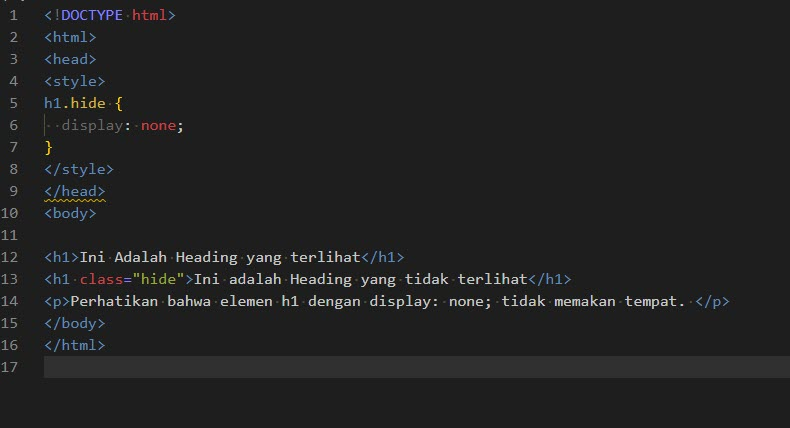 1 <!DOCTYPE html>
2 <html>
3 <head>
4 <style>
5 h1.hide {
6   display: none;
7 }
8 </style>
9 </head>
10 <body>
11
12 <h1>Ini Adalah Heading yang terlihat</h1>
13 <h1 class="hide">Ini adalah Heading yang tidak terlihat</h1>
14 <p>Perhatikan bahwa elemen h1 dengan display: none; tidak memakan tempat. </p>
15 </body>
16 </html>
17